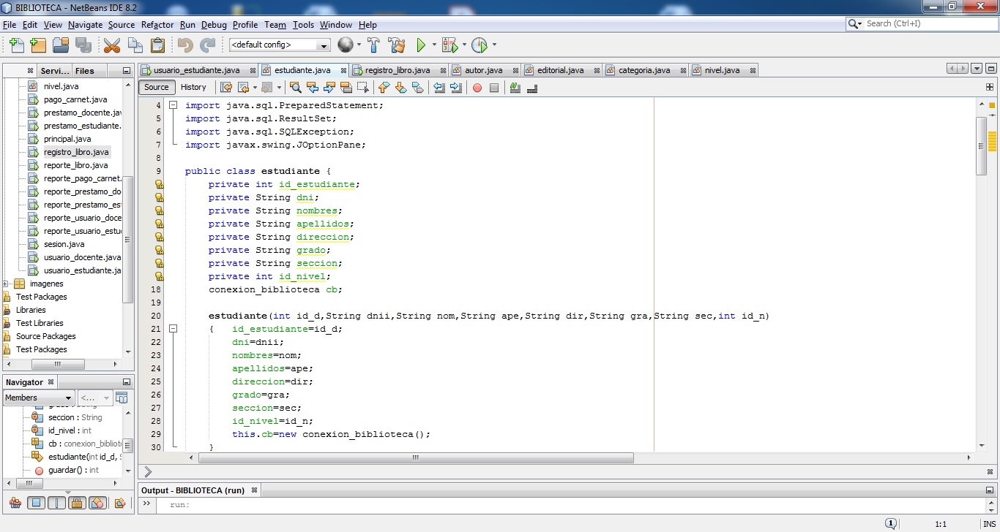 BIBLIOTECA - NetBeans IDE 8.2
File Edit View Navigate Source Refactor Run Debug Profile Team Tools Window Help
Search (Ctrl+I)
<default config>
Servi... Files
nivel.java
pago_carnet.java
prestamo_docente.jav
prestamo_estudiante.
principal.java
registro_libro.java
reporte_libro.java
reporte_pago_carnet.
reporte_prestamo_do
reporte_prestamo_es
reporte_usuario_doce
reporte_usuario_estu
sesion.java
usuario_docente.java
usuario_estudiante.ja
imagenes
Test Packages
Libraries
Test Libraries
Source Packages
Test Packages
Navigator
Members <...
seccion : String
id_nivel : int
cb : conexion_bibliot
estudiante(int id_d, S
guardar() : int
usuario_estudiante.java estudiante.java registro_libro.java autor.java editorial.java categoria.java nivel.java
Source History
4 import java.sql.PreparedStatement;
5 import java.sql.ResultSet;
6 import java.sql.SQLException;
7 import javax.swing.JOptionPane;
8
9 public class estudiante {
private int id_estudiante;
private String dni;
private String nombres;
private String apellidos;
private String direccion;
private String grado;
private String seccion;
private int id_nivel;
18 conexion_biblioteca cb;
19
20 estudiante(int id_d,String dnii,String nom,String ape,String dir,String gra,String sec,int id_n)
21 { id_estudiante=id_d;
22 dni=dnii;
23 nombres=nom;
24 apellidos=ape;
25 direccion=dir;
26 grado=gra;
27 seccion=sec;
28 id_nivel=id_n;
29 this.cb=new conexion_biblioteca();
30 }
Output - BIBLIOTECA (run)
run:
1 1:1 INS